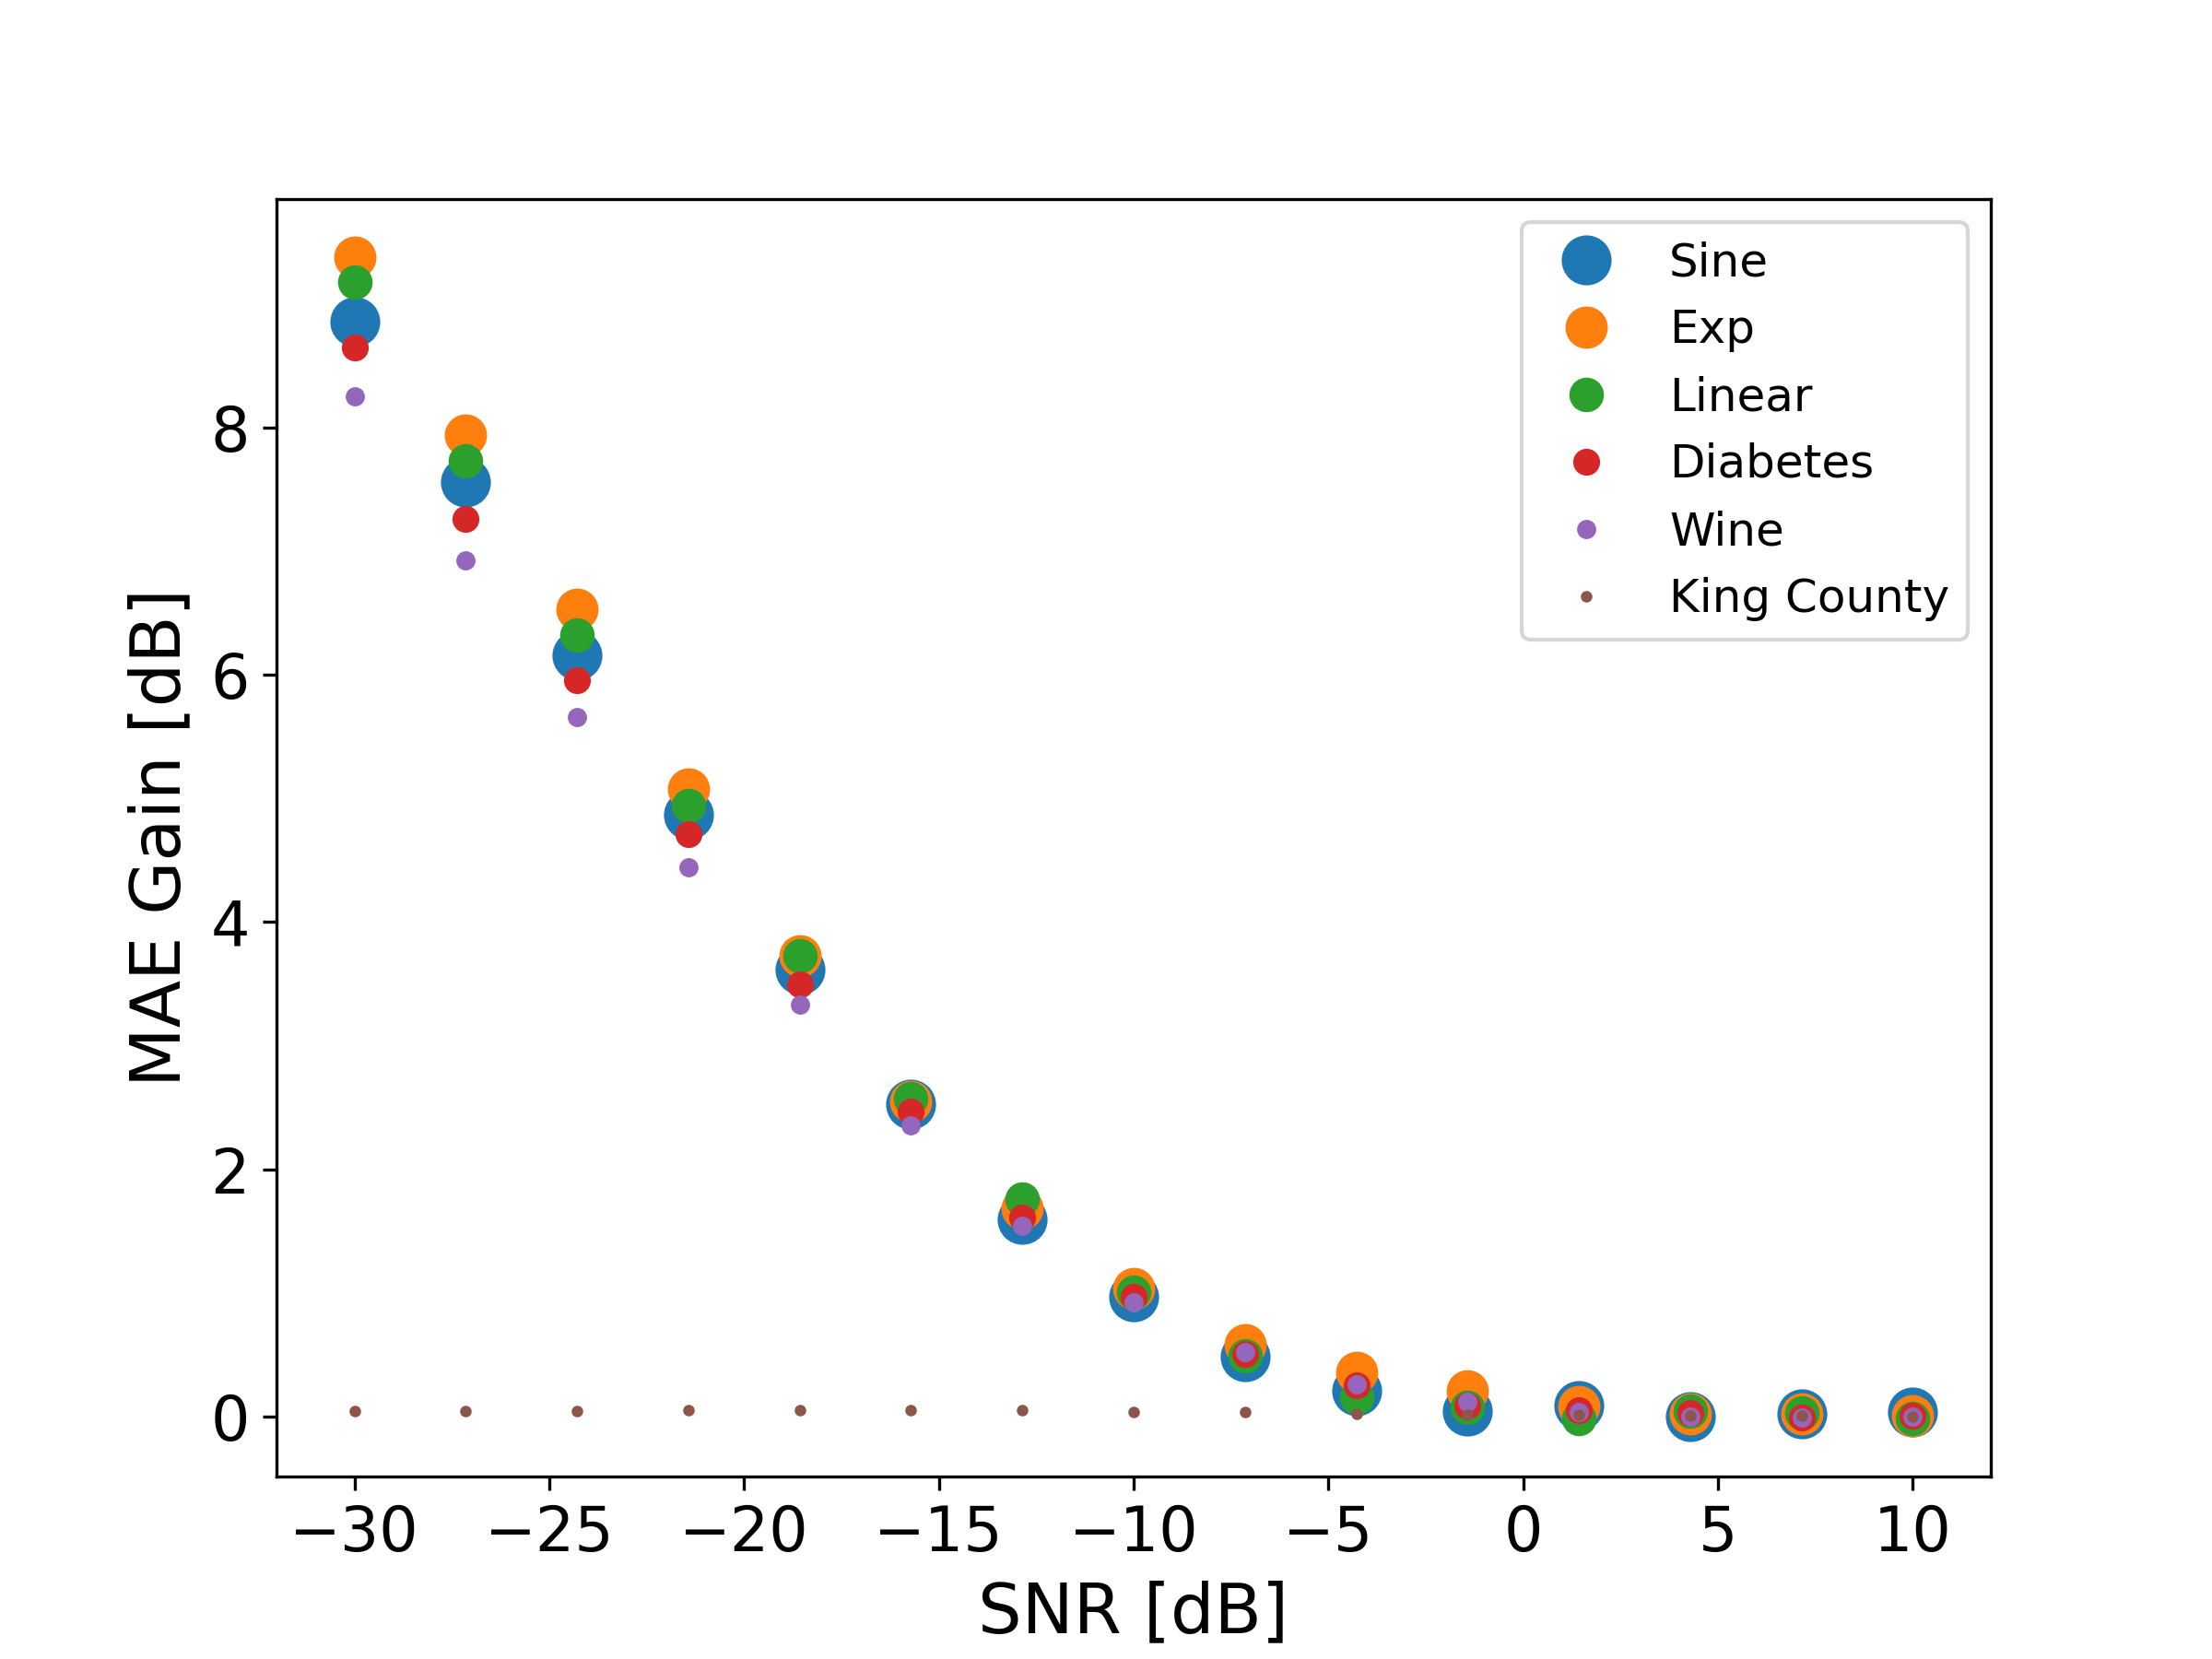 Sine
Exp
Linear
Diabetes
Wine
King County
MAE Gain [dB]
8
6
4
2
0
−30 −25 −20 −15 −10 −5 0 5 10
SNR [dB]